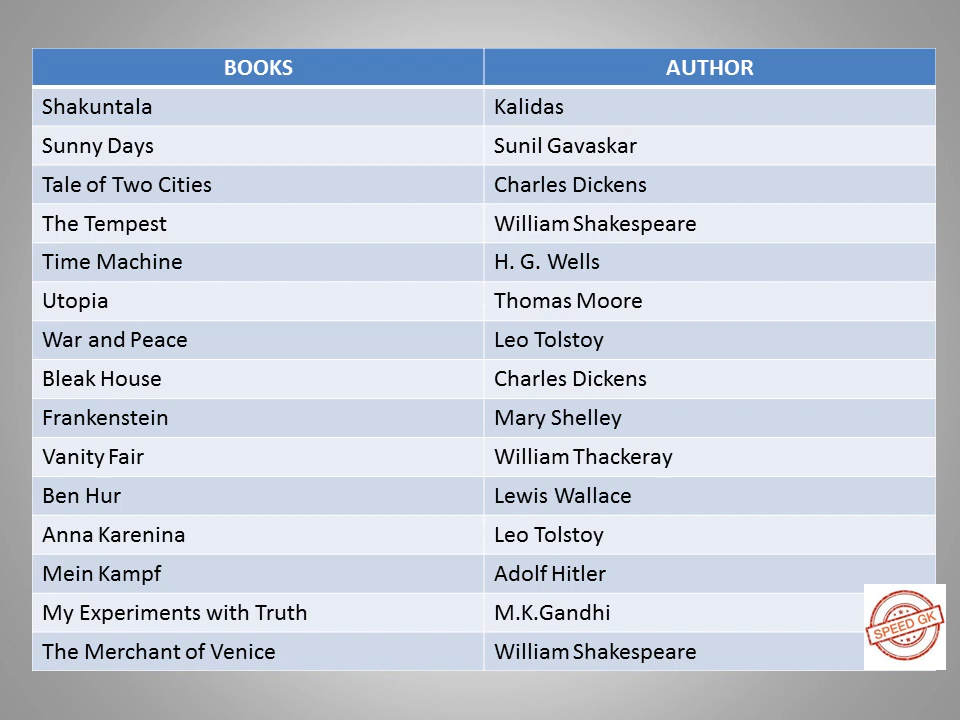 BOOKS AUTHOR
Shakuntala Kalidas
Sunny Days Sunil Gavaskar
Tale of Two Cities Charles Dickens
The Tempest William Shakespeare
Time Machine H. G. Wells
Utopia Thomas Moore
War and Peace Leo Tolstoy
Bleak House Charles Dickens
Frankenstein Mary Shelley
Vanity Fair William Thackeray
Ben Hur Lewis Wallace
Anna Karenina Leo Tolstoy
Mein Kampf Adolf Hitler
My Experiments with Truth M.K.Gandhi
The Merchant of Venice William Shakespeare
SPEED GK